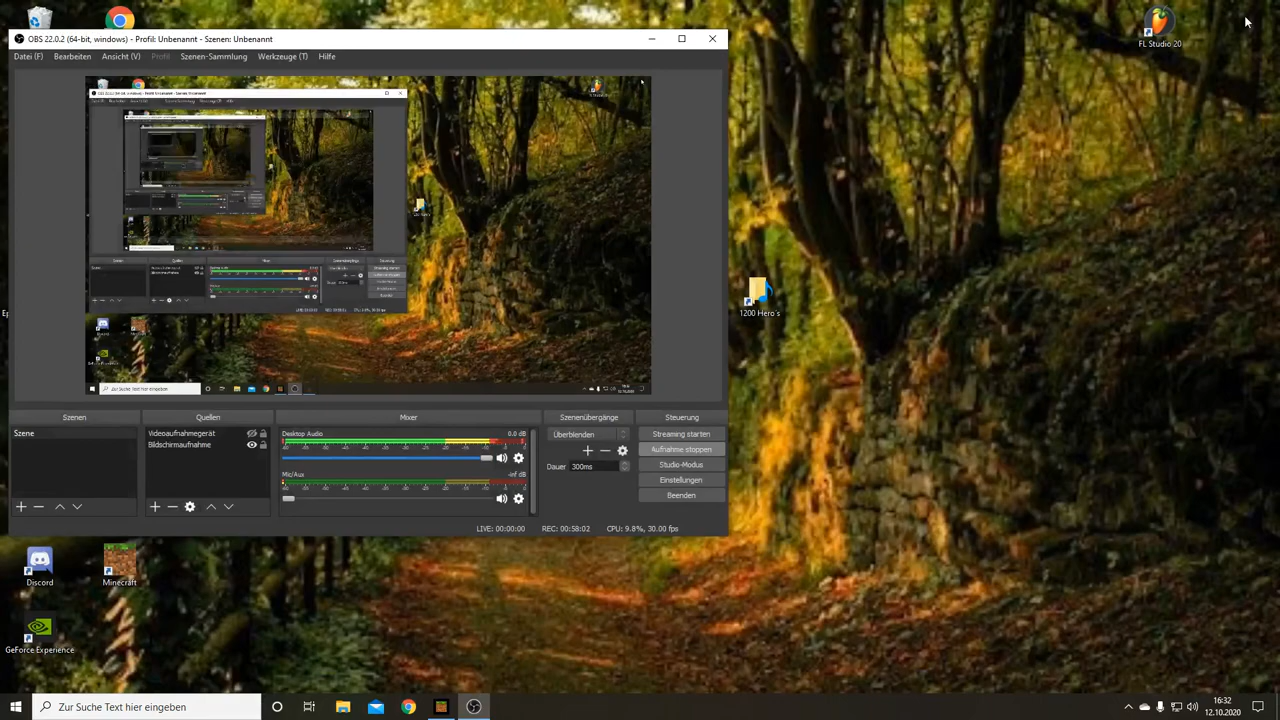 FL Studio 20
OBS 22.0.2 (64-bit, windows) - Profil: Unbenannt - Szenen: Unbenannt
Datei (F) Bearbeiten Ansicht (V) Profil Szenen-Sammlung Werkzeuge (T) Hilfe
1200 Hero´s
Szenen Quellen Mixer Szenenübergänge Steuerung
Szene
Videoaufnahmegerät
Bildschirmaufnahme
Desktop Audio 0.0 dB
Mic/Aux -inf dB
Überblenden
Dauer 300ms
Streaming starten
Aufnahme stoppen
Studio-Modus
Einstellungen
Beenden
LIVE: 00:00:00 REC: 00:58:02 CPU: 9.8%, 30.00 fps
Discord Minecraft
GeForce Experience
Zur Suche Text hier eingeben
16:32
12.10.2020